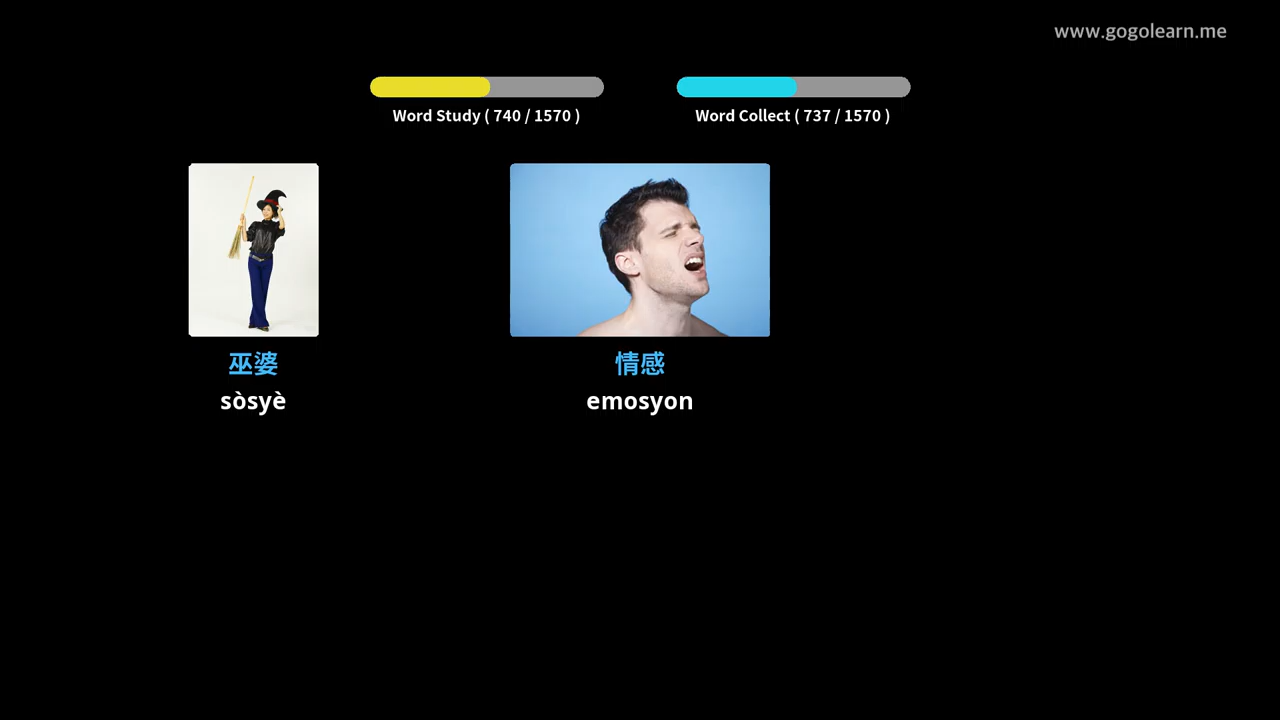 www.gogolearn.me
Word Study ( 740 / 1570 )
Word Collect ( 737 / 1570 )
巫婆
sòsyè
情感
emosyon